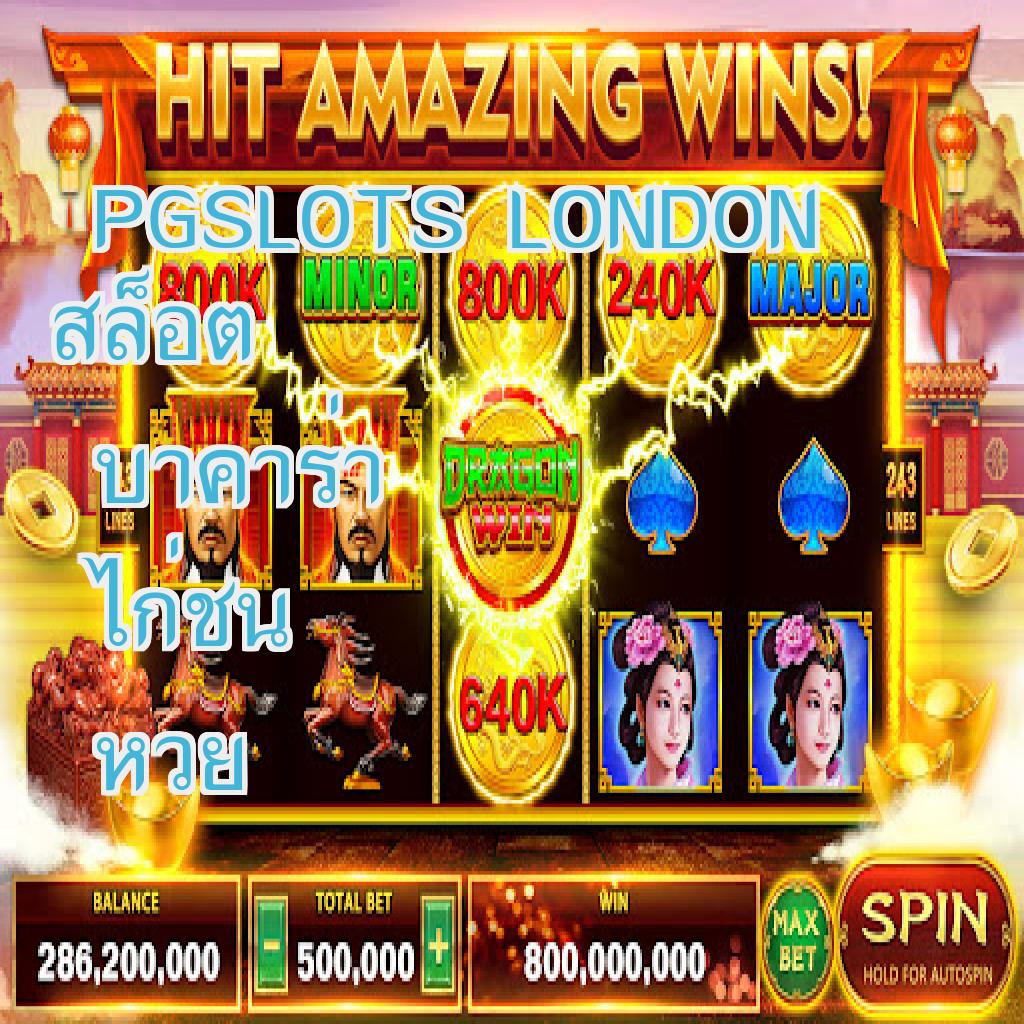 HIT AMAZING WINS!
PGSLOTS LONDON
800K MINOR 800K 240K MAJOR
สล็อต
บาคาร่า
DRAGON WIN
243 LINES
LINES
ไก่ชน
640K
หวย
BALANCE TOTAL BET WIN
286,200,000 - 500,000 + 800,000,000
MAX BET
SPIN
HOLD FOR AUTOSPIN